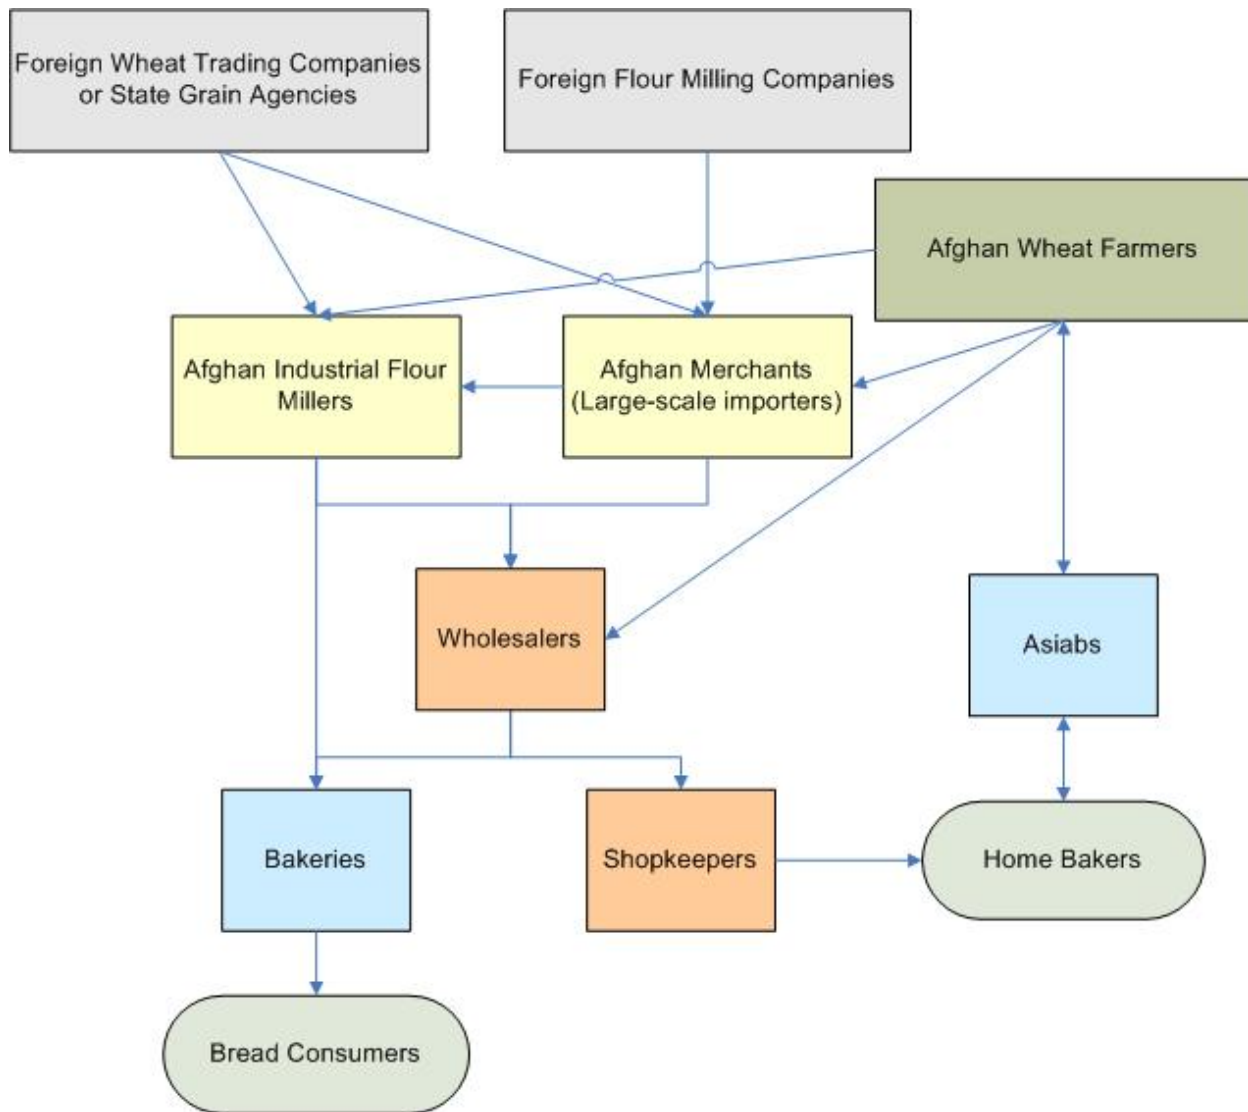 Foreign Wheat Trading Companies
or State Grain Agencies
Foreign Flour Milling Companies
Afghan Wheat Farmers
Afghan Industrial Flour
Millers
Afghan Merchants
(Large-scale importers)
Wholesalers
Asiabs
Bakeries
Shopkeepers
Home Bakers
Bread Consumers